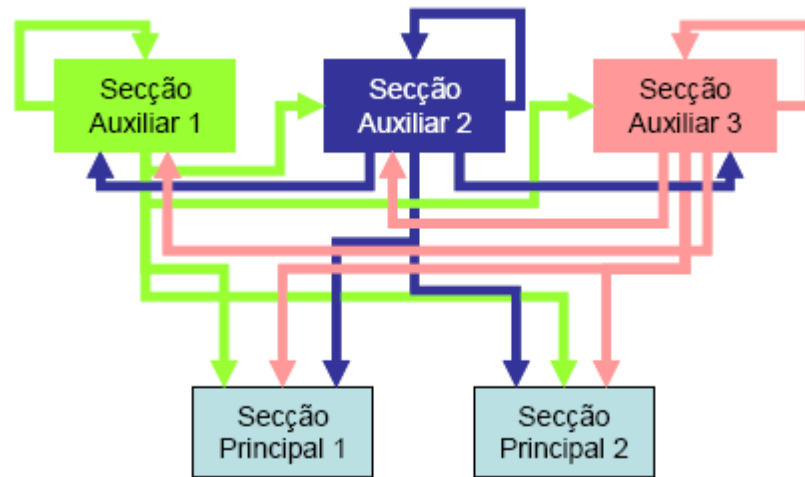 Secção
Auxiliar 1
Secção
Auxiliar 2
Secção
Auxiliar 3
Secção
Principal 1
Secção
Principal 2